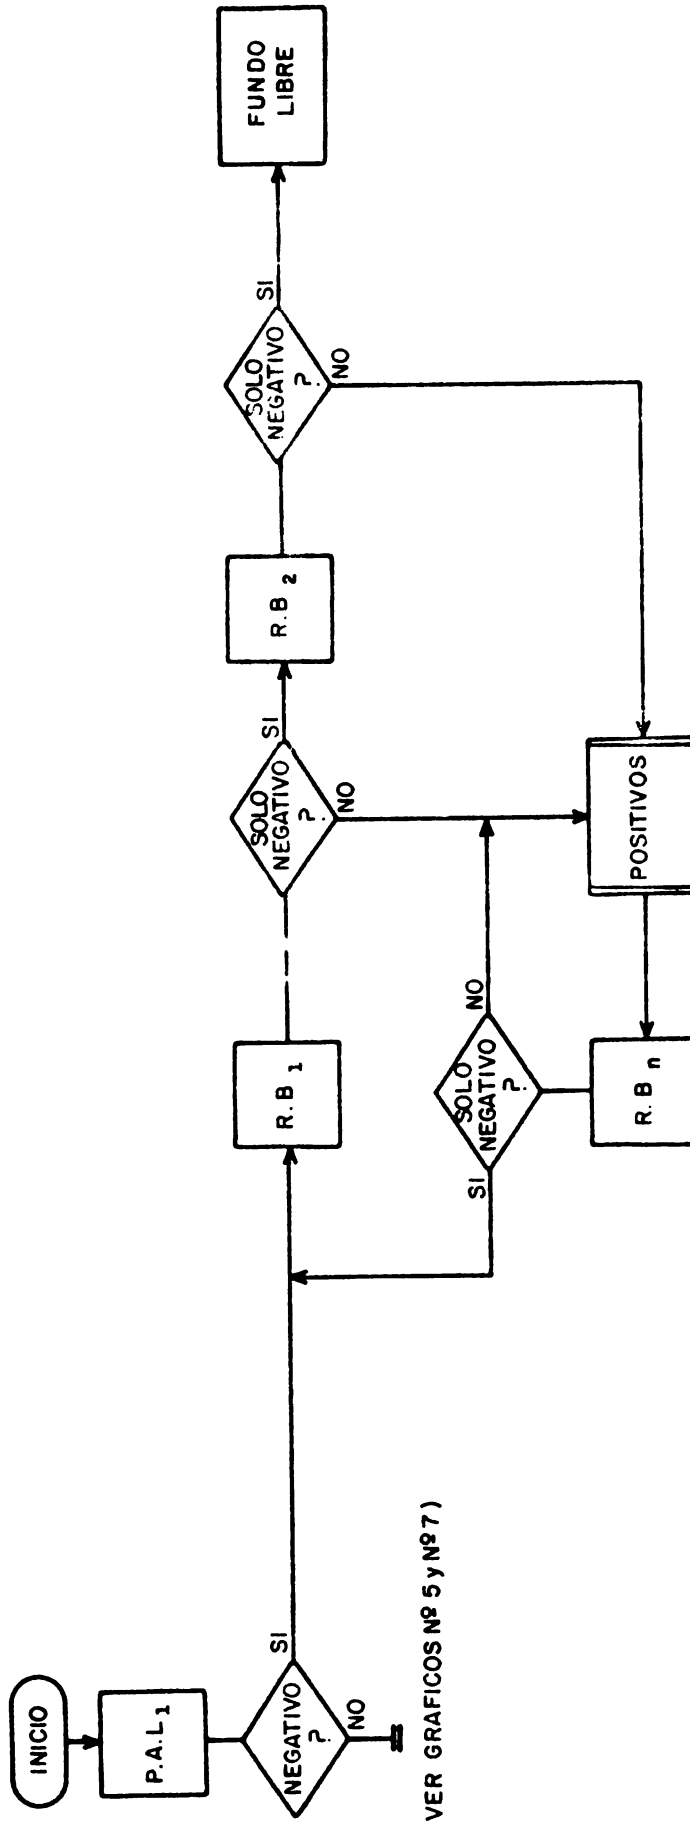 INICIO
P.A.L 1
NEGATIVO
?
SI
NO
VER GRAFICOS Nº 5 y Nº 7)
R.B 1
SOLO
NEGATIVO
?
SI
NO
R.B 2
SOLO
NEGATIVO
?
SI
NO
FUNDO
LIBRE
SOLO
NEGATIVO
?
SI
NO
R.B n
POSITIVOS